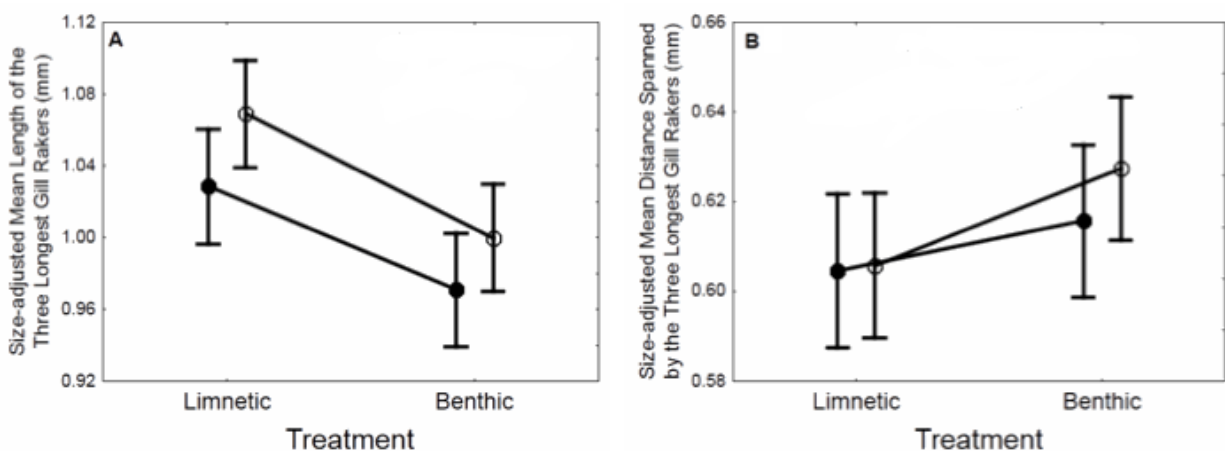 Size-adjusted Mean Length of the
Three Longest Gill Rakers (mm)
A
1.12
1.08
1.04
1.00
0.96
0.92
Limnetic Benthic
Treatment
Size-adjusted Mean Distance Spanned
by the Three Longest Gill Rakers (mm)
B
0.66
0.64
0.62
0.60
0.58
Limnetic Benthic
Treatment